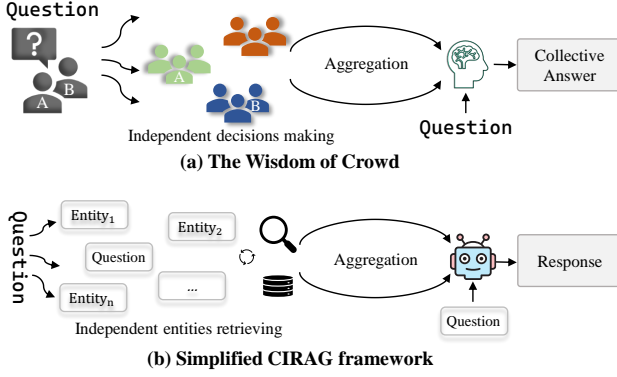 Question
?
A
B
A
B
Independent decisions making
Aggregation
Question
Collective
Answer
(a) The Wisdom of Crowd
Question
Entity₁
Entity₂
Question
...
Entityₙ
Independent entities retrieving
Aggregation
Question
Response
(b) Simplified CIRAG framework